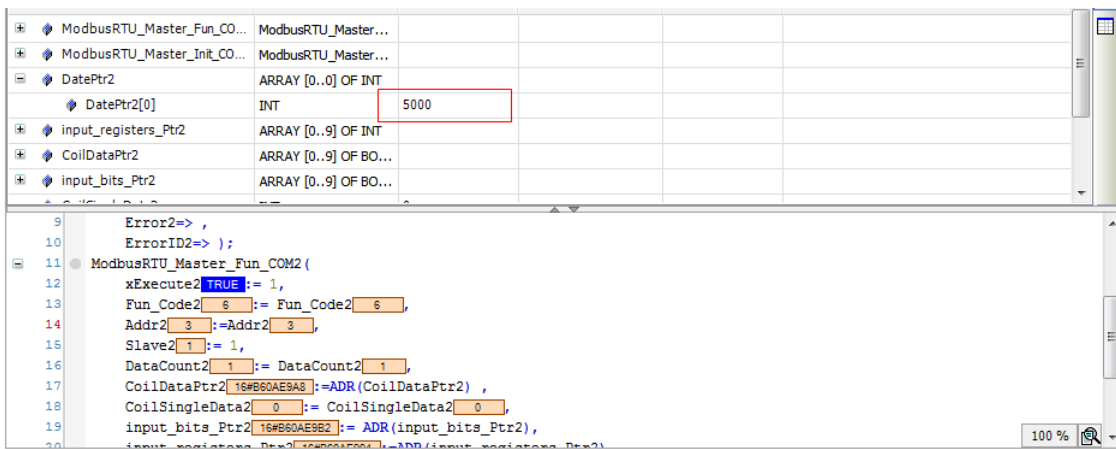 ModbusRTU_Master_Fun_CO... ModbusRTU_Master...
ModbusRTU_Master_Init_CO... ModbusRTU_Master...
DatePtr2 ARRAY [0..0] OF INT
DatePtr2[0] INT 5000
input_registers_Ptr2 ARRAY [0..9] OF INT
CoilDataPtr2 ARRAY [0..9] OF BO...
input_bits_Ptr2 ARRAY [0..9] OF BO...
9 Error2=> ,
10 ErrorID2=> );
11 ModbusRTU_Master_Fun_COM2(
12 xExecute2 TRUE := 1,
13 Fun_Code2 6 := Fun_Code2 6 ,
14 Addr2 3 :=Addr2 3 ,
15 Slave2 1 := 1,
16 DataCount2 1 := DataCount2 1 ,
17 CoilDataPtr2 16#B60AE9A8 :=ADR(CoilDataPtr2) ,
18 CoilSingleData2 0 := CoilSingleData2 0 ,
19 input_bits_Ptr2 16#B60AE9B2 := ADR(input_bits_Ptr2),
100 %